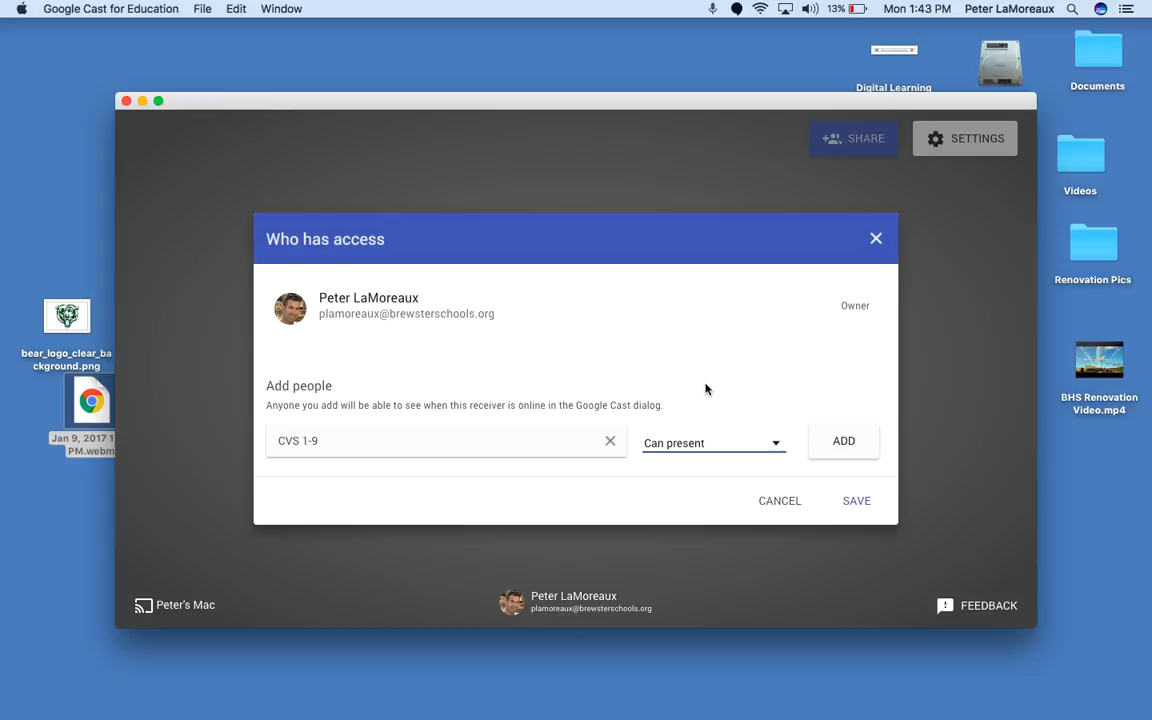 Google Cast for Education File Edit Window 13% Mon 1:43 PM Peter LaMoreaux
Digital Learning
Documents
SHARE
SETTINGS
Videos
Who has access
Peter LaMoreaux
plamoreaux@brewsterschools.org
Owner
Renovation Pics
bear_logo_clear_ba
ckground.png
Add people
Anyone you add will be able to see when this receiver is online in the Google Cast dialog.
BHS Renovation
Video.mp4
CVS 1-9
Can present
ADD
Jan 9, 2017 1
PM.webm
CANCEL
SAVE
Peter's Mac
Peter LaMoreaux
plamoreaux@brewsterschools.org
FEEDBACK